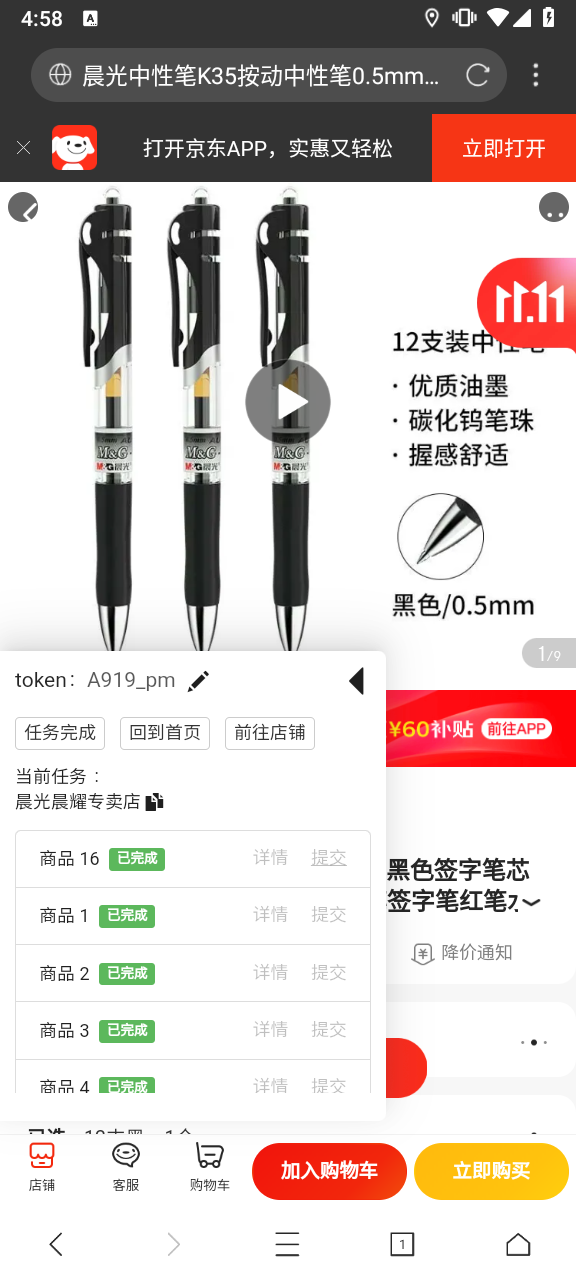 4:58
A
晨光中性笔K35按动中性笔0.5mm...
打开京东APP，实惠又轻松
立即打开
11.11
12支装中性笔
· 优质油墨
· 碳化钨笔珠
· 握感舒适
M&G
M&G
M&G
M&G晨光
M&G晨光
M&G晨光
黑色/0.5mm
1/9
token： A919_pm
任务完成
回到首页
前往店铺
¥60补贴 前往APP
当前任务：
晨光晨耀专卖店
商品 16 已完成 详情 提交
黑色签字笔芯
签字笔红笔
商品 1 已完成 详情 提交
降价通知
商品 2 已完成 详情 提交
商品 3 已完成 详情 提交
商品 4 已完成 详情 提交
店铺
客服
购物车
加入购物车
立即购买
1